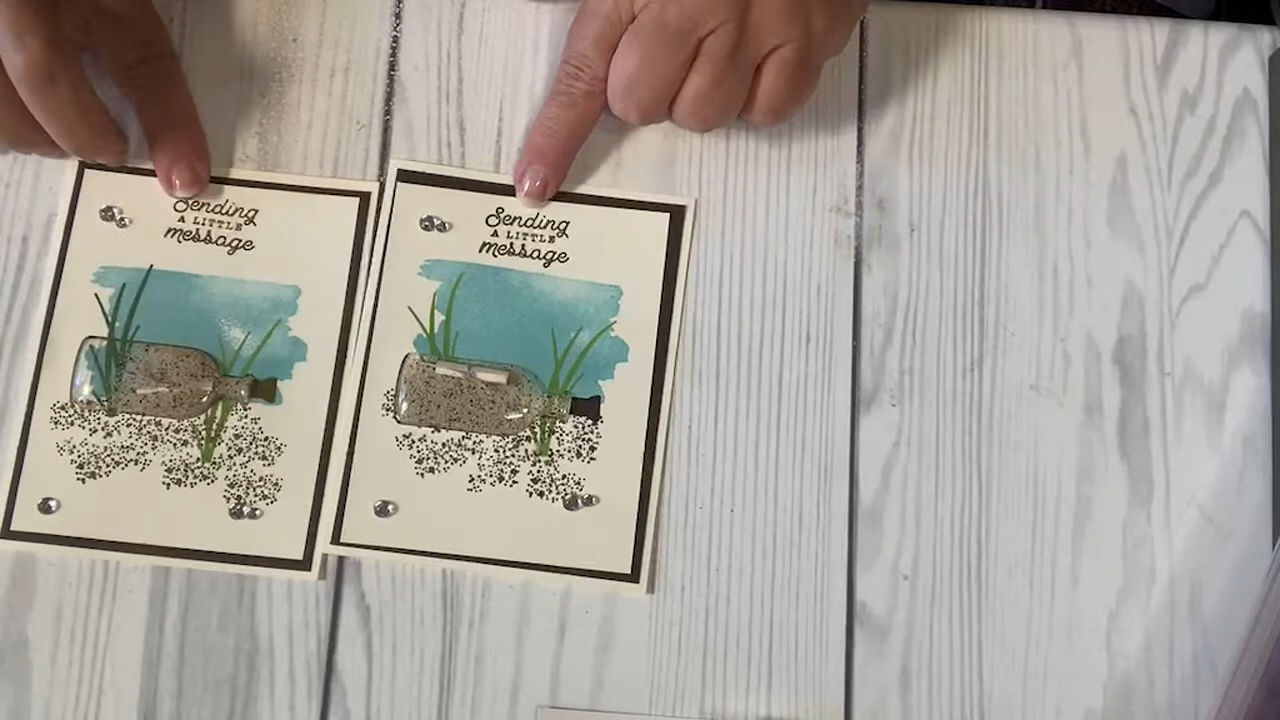 Sending
A LITTLE
message
Sending
A LITTLE
message